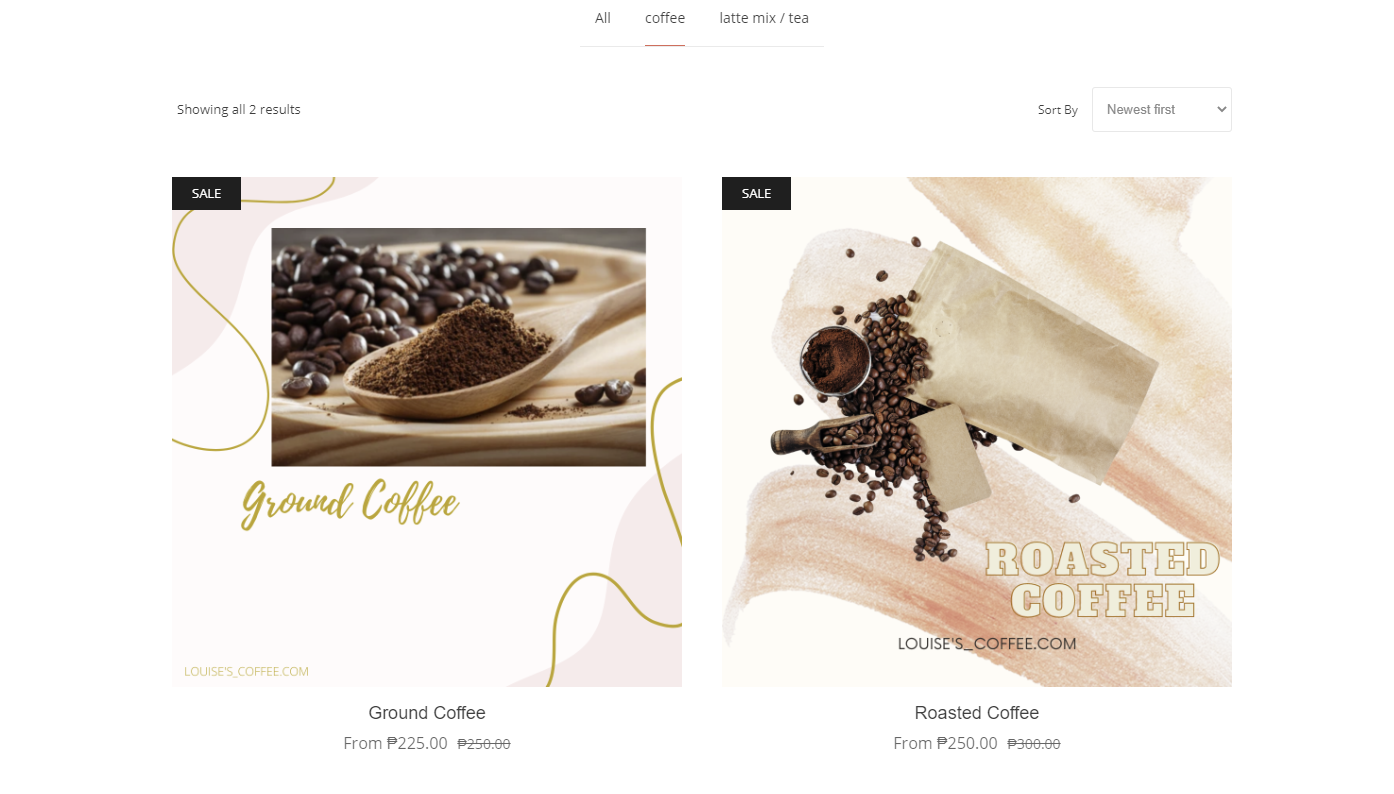 All coffee latte mix / tea
Showing all 2 results
Sort By Newest first
SALE
Ground Coffee
LOUISE'S_COFFEE.COM
SALE
ROASTED
COFFEE
LOUISE'S_COFFEE.COM
Ground Coffee
From ₱225.00 ₱250.00
Roasted Coffee
From ₱250.00 ₱300.00